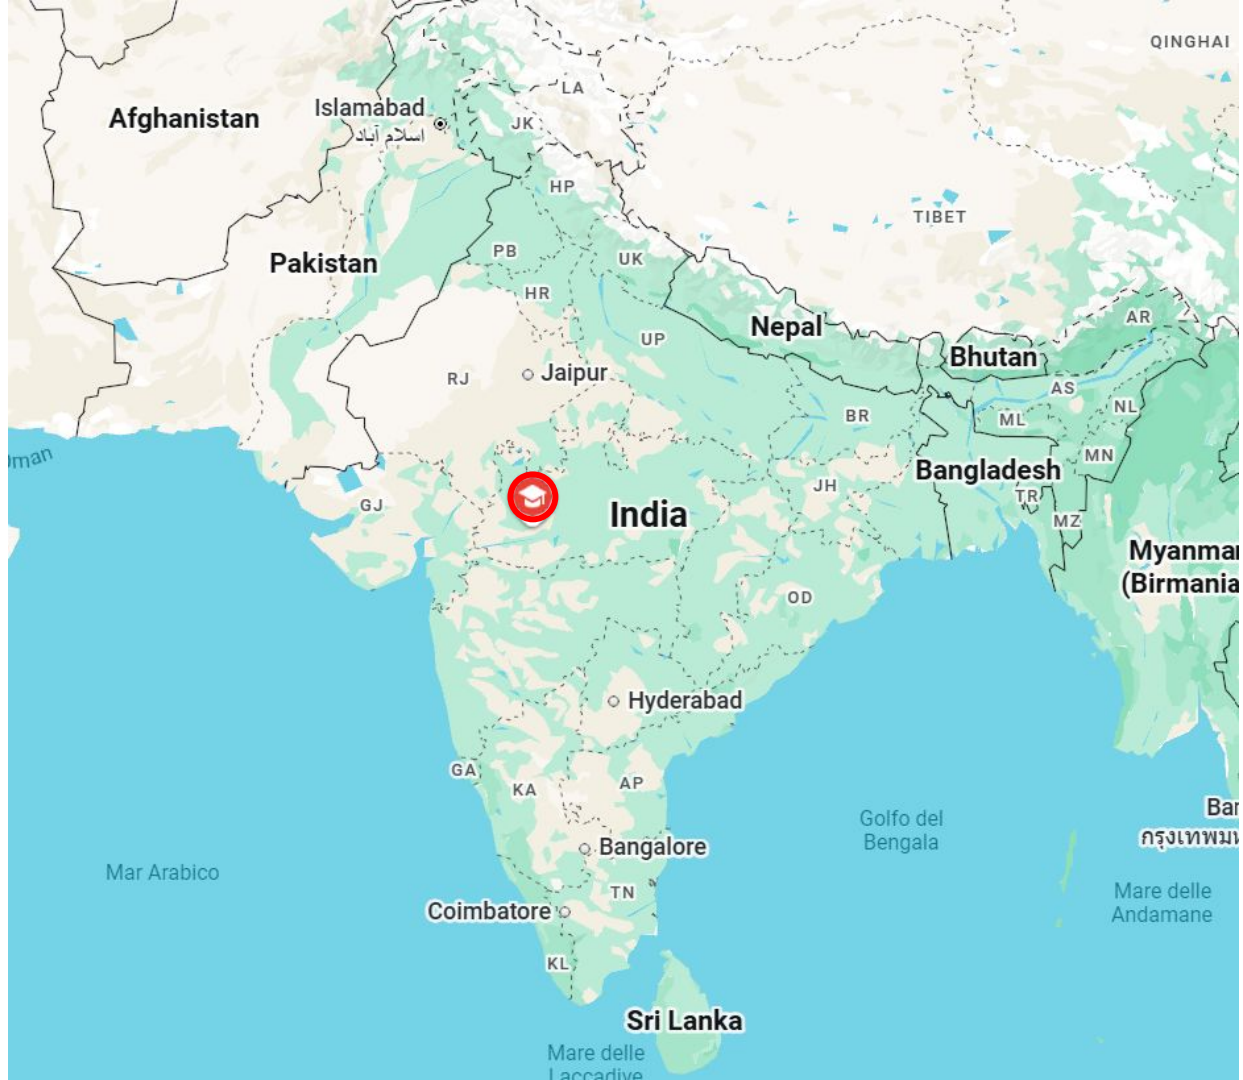 QINGHAI
LA
Afghanistan
Islamabad
اسلام آباد
JK
HP
TIBET
PB
UK
Pakistan
HR
AR
Nepal
UP
Bhutan
Jaipur
RJ
AS
NL
BR
ML
MN
Bangladesh
JH
TR
GJ
India
MZ
Myanmar
(Birmania
OD
Hyderabad
GA
KA
AP
Golfo del
Bengala
Bangalore
Mar Arabico
TN
Mare delle
Andamane
Coimbatore
KL
Sri Lanka
Mare delle
Laccadive